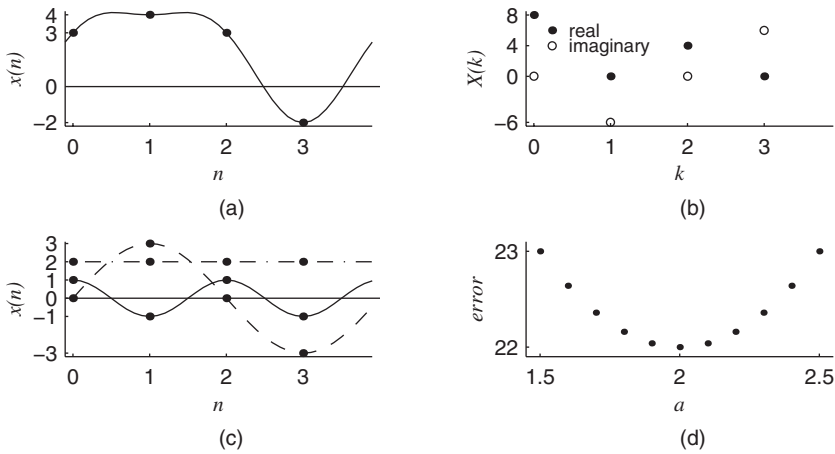 4
3
0
−2
x(n)
0 1 2 3
n
(a)
8
4
0
−6
X(k)
real
imaginary
0 1 2 3
k
(b)
3
2
1
0
−1
−3
x(n)
0 1 2 3
n
(c)
23
22
error
1.5 2 2.5
a
(d)